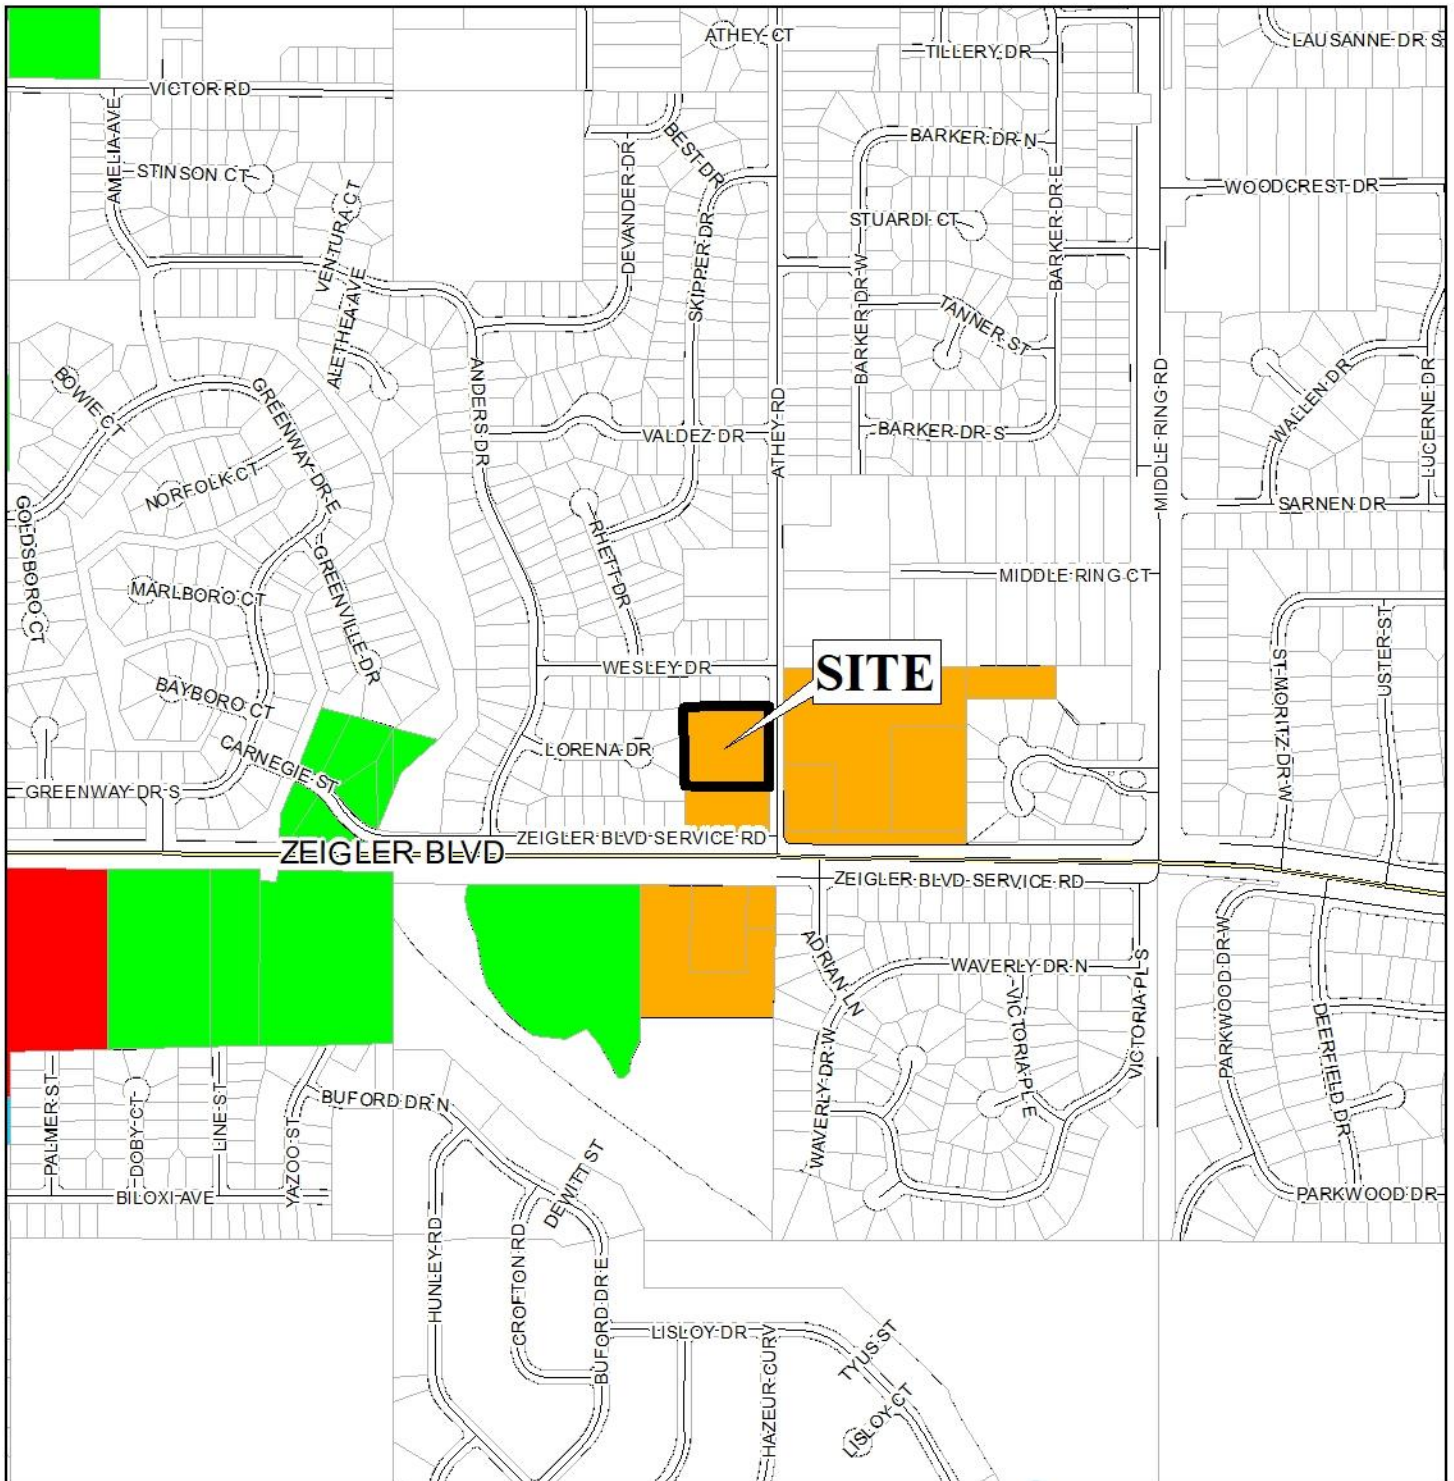 ATHEY CT
LAUSANNE DR S
TILLERY DR
VICTOR RD
AMELIA AVE
BEST DR
BARKER DR N
STINSON CT
DEVANDER DR
BARKER DR E
WOODCREST DR
VENTURA CT
SKIPPER DR
STUARDI CT
ALETHEA AVE
BARKER DR W
TANNER ST
BOWIE CT
GREENWAY DR E
ANDERS DR
ATHEY RD
MIDDLE RING RD
WALLEN DR
LUCERNE DR
VALDEZ DR
BARKER DR S
NORFOLK CT
GOLDSBORO CT
RHETT DR
SARNEN DR
GREENVILLE DR
MARLBORO CT
MIDDLE RING CT
USTER ST
ST MORITZ DR W
WESLEY DR
SITE
BAYBORO CT
CARNEGIE ST
LORENA DR
GREENWAY DR S
ZEIGLER BLVD SERVICE RD
ZEIGLER BLVD
ZEIGLER BLVD SERVICE RD
ADRIAN LN
WAVERLY DR N
VICTORIA PL S
VICTORIA PL E
PARKWOOD DR W
DEERFIELD DR
WAVERLY DR W
PALMER ST
DOBY CT
LINE ST
YAZOO ST
BUFORD DR N
BILOXI AVE
DEWITT ST
PARKWOOD DR
HUNLEY RD
CROFTON RD
BUFORD DR E
LISLOY DR
HAZEUR CURV
TYUS ST
LISLOY CT